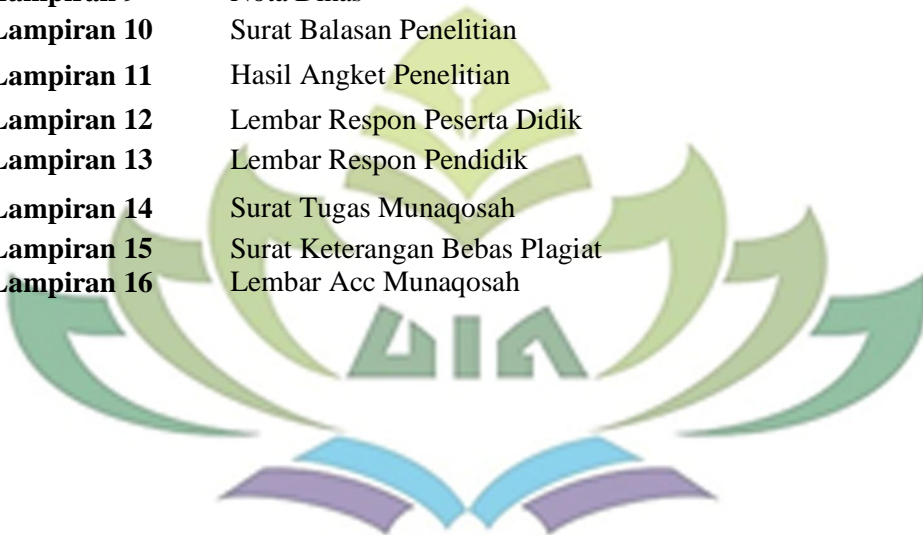 Lampiran 10 Surat Balasan Penelitian
Lampiran 11 Hasil Angket Penelitian
Lampiran 12 Lembar Respon Peserta Didik
Lampiran 13 Lembar Respon Pendidik
Lampiran 14 Surat Tugas Munaqosah
Lampiran 15 Surat Keterangan Bebas Plagiat
Lampiran 16 Lembar Acc Munaqosah
UIN